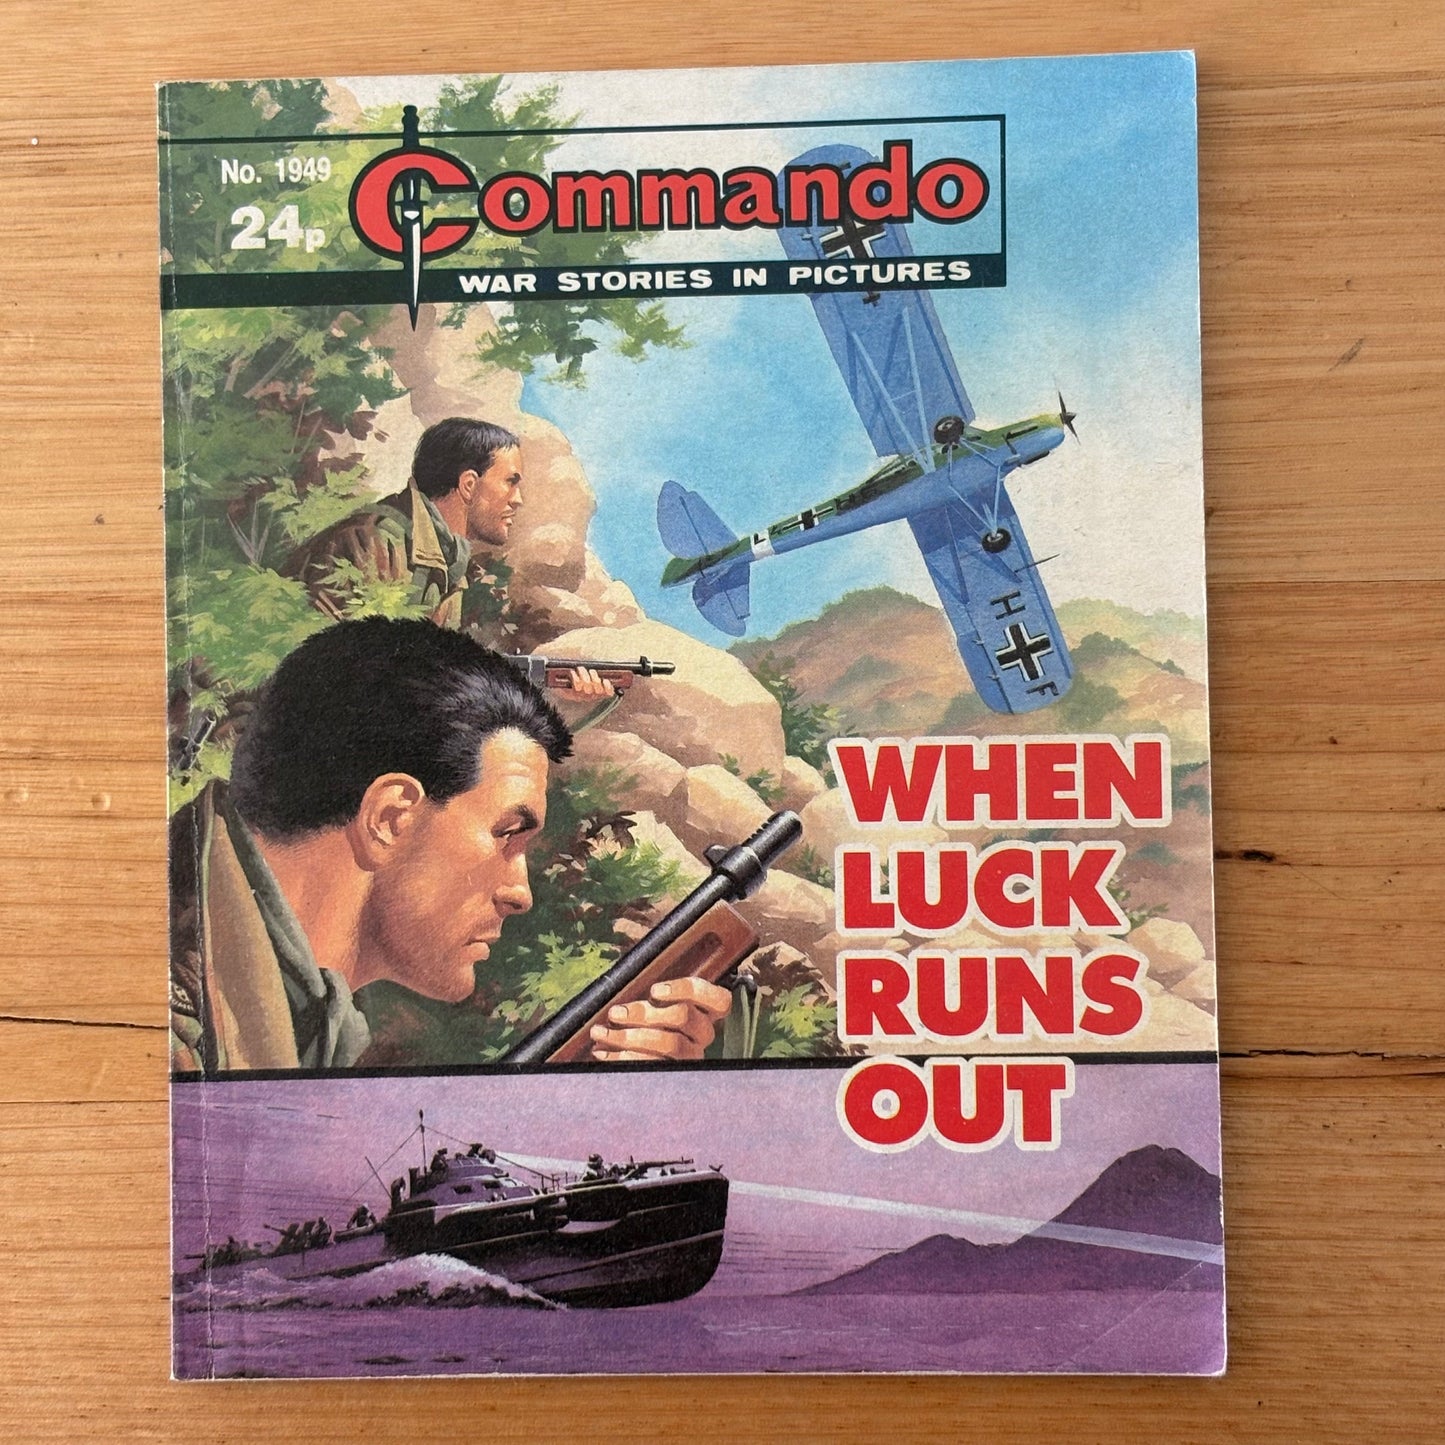 No. 1949
24p
Commando
WAR STORIES IN PICTURES
H
F
WHEN
LUCK
RUNS
OUT